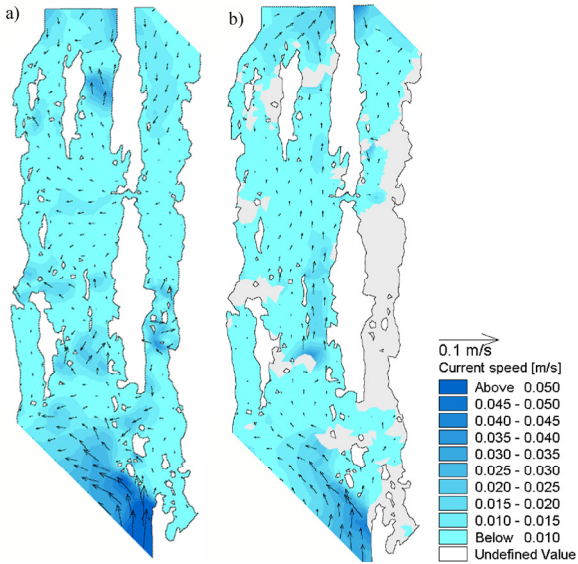 a)
b)
0.1 m/s
Current speed [m/s]
Above 0.050
0.045 - 0.050
0.040 - 0.045
0.035 - 0.040
0.030 - 0.035
0.025 - 0.030
0.020 - 0.025
0.015 - 0.020
0.010 - 0.015
Below 0.010
Undefined Value